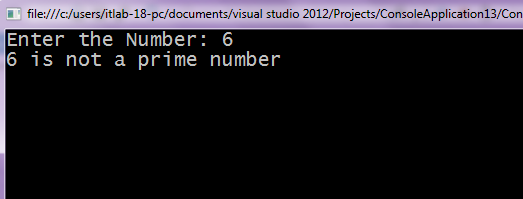 file:///c:/users/itlab-18-pc/documents/visual studio 2012/Projects/ConsoleApplication13/Con
Enter the Number: 6
6 is not a prime number